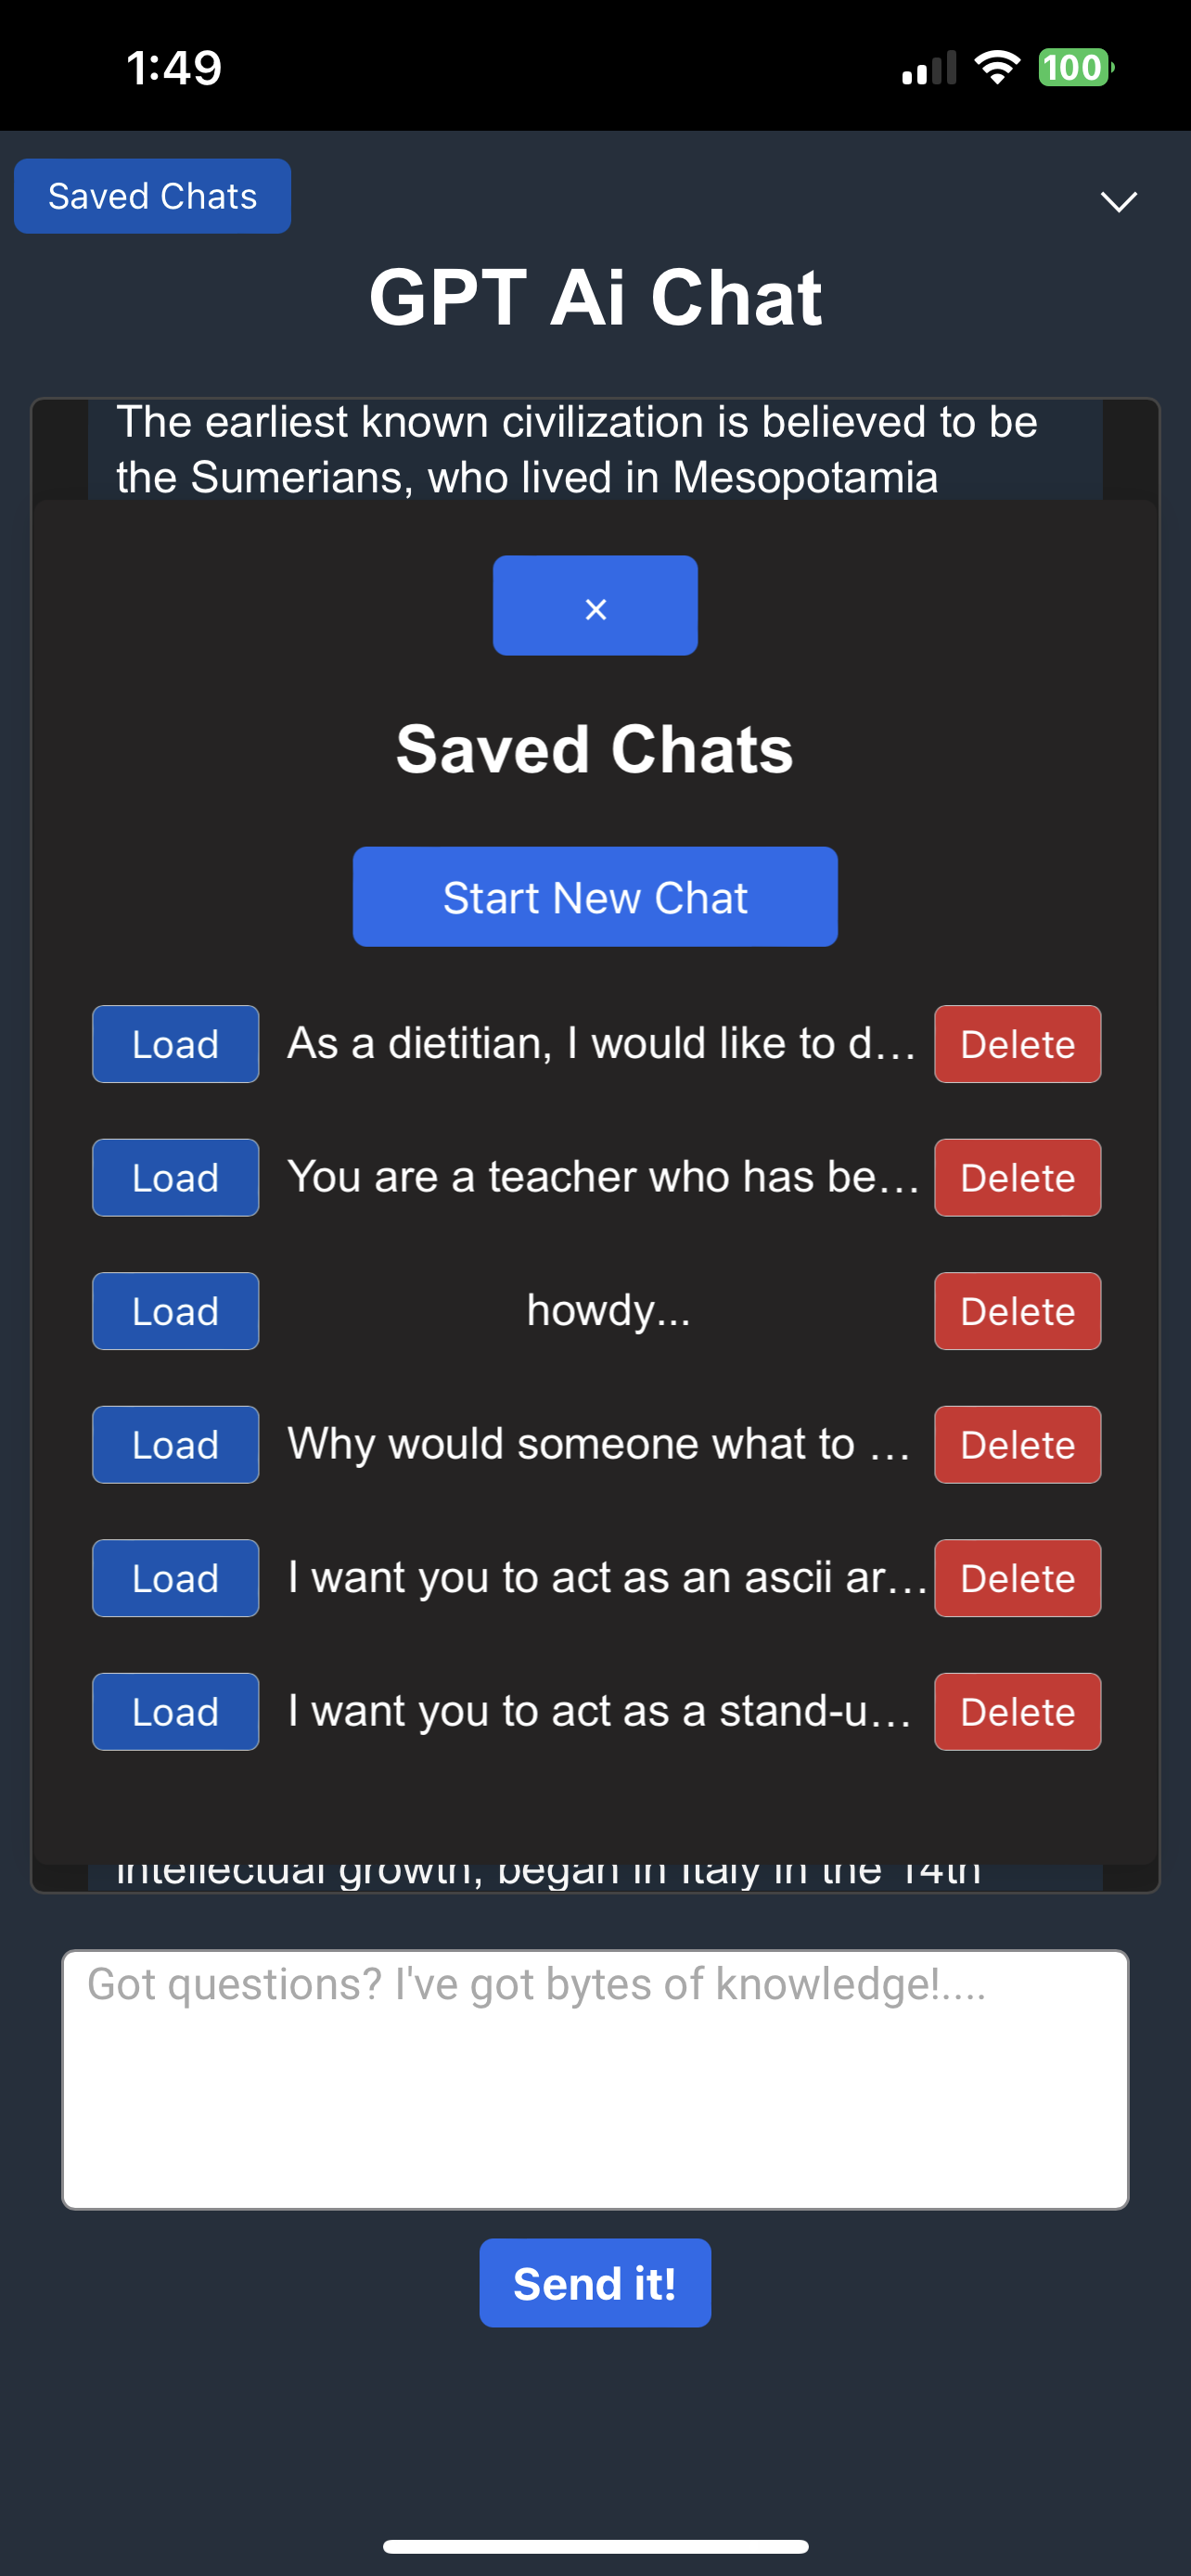 1:49
100
Saved Chats
GPT Ai Chat
The earliest known civilization is believed to be
the Sumerians, who lived in Mesopotamia
×
Saved Chats
Start New Chat
Load As a dietitian, I would like to d... Delete
Load You are a teacher who has be... Delete
Load howdy... Delete
Load Why would someone what to ... Delete
Load I want you to act as an ascii ar... Delete
Load I want you to act as a stand-u... Delete
intellectual growth, began in Italy in the 14th
Got questions? I've got bytes of knowledge!....
Send it!